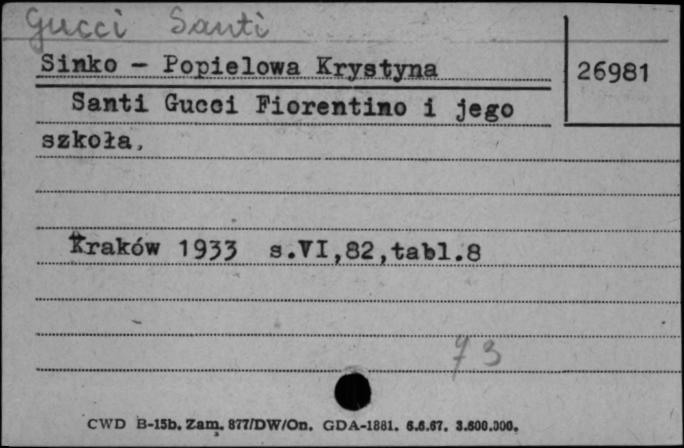 Gucci Santi
Sinko - Popielowa Krystyna
26981
Santi Gucci Fiorentino i jego
szkoła.
Kraków 1933 s.VI,82,tabl.8
73
CWD B-15b. Zam. 877/DW/On. GDA-1881. 6.6.67. 3.600.000.